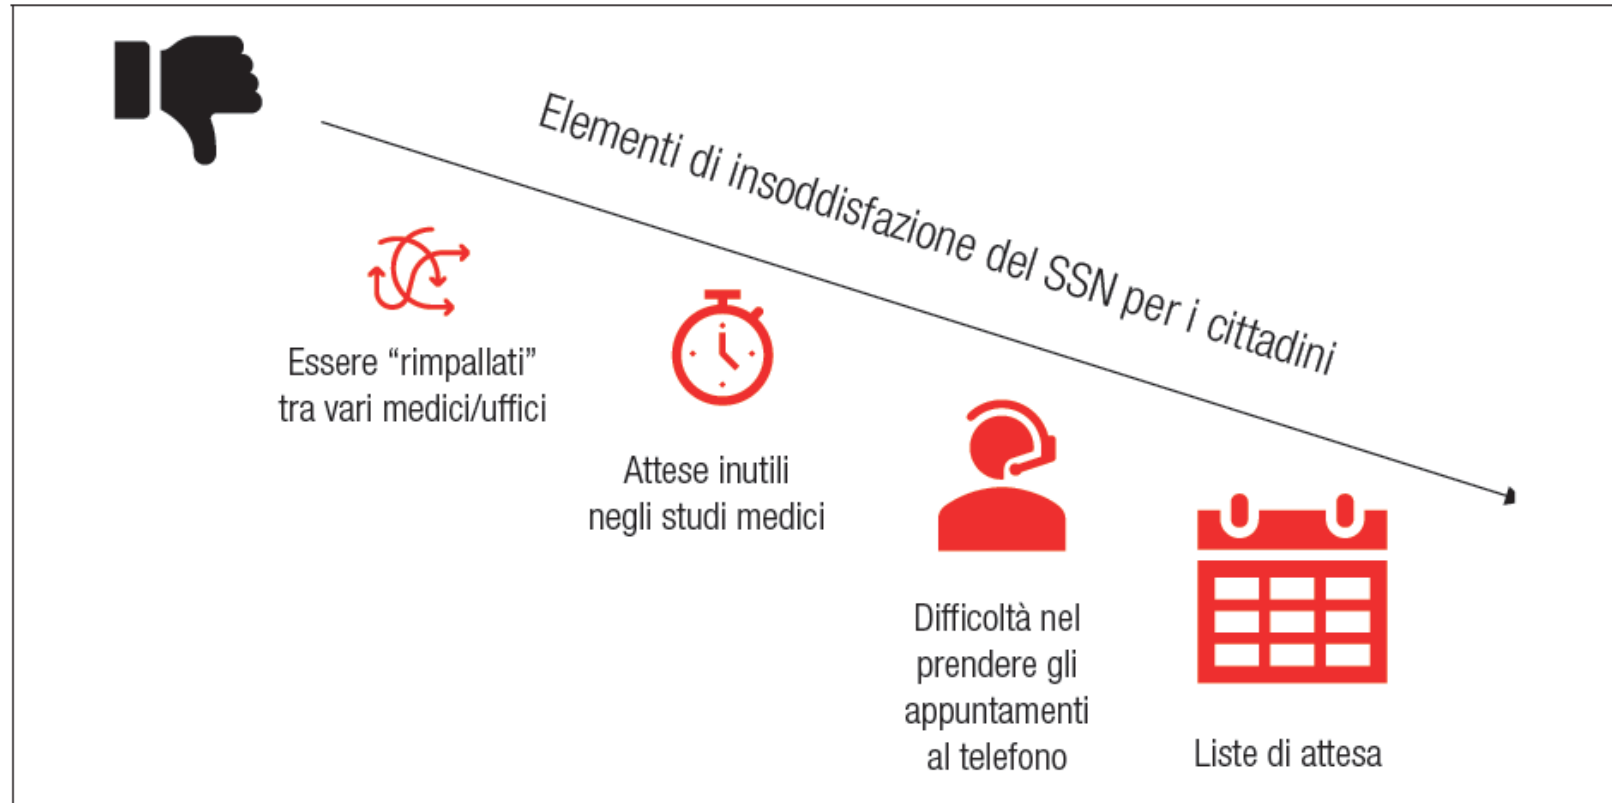 Elementi di insoddisfazione del SSN per i cittadini
Essere “rimpallati”
tra vari medici/uffici
Attese inutili
negli studi medici
Difficoltà nel
prendere gli
appuntamenti
al telefono
Liste di attesa